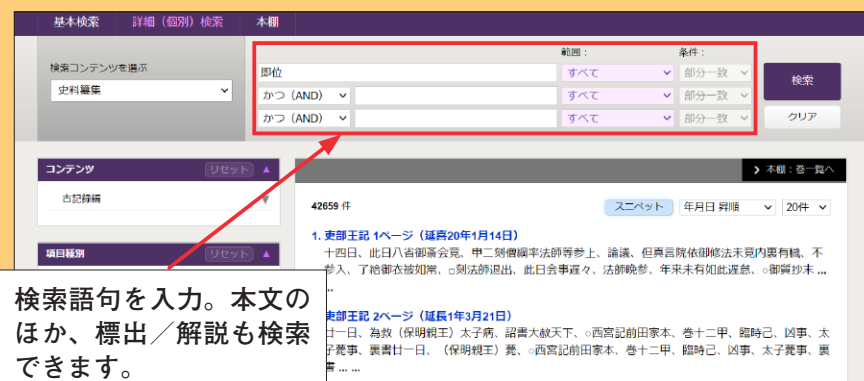 基本検索 詳細（個別）検索 本棚
範囲： 条件：
検索コンテンツを選ぶ
史料纂集
即位 すべて 部分一致
かつ（AND） すべて 部分一致
かつ（AND） すべて 部分一致
検索
クリア
コンテンツ リセット
古記録編
項目種別 リセット
本棚：巻一覧へ
42659 件 スニペット 年月日 昇順 20件
1. 吏部王記 1ページ（延喜20年1月14日）
十四日、此日八省御斎会竟、申二刻僧綱率法師等参上、論議、但真言院依御修法未竟内裏有穢、不
参入、了給御衣被如常、□刻法師退出、此日会事遅々、法師晩参、年来未有如此遅怠、○御質抄末 ...
...
吏部王記 2ページ（延長1年3月21日）
廿一日、為救（保明親王）太子病、詔書大赦天下、○西宮記前田家本、巻十二甲、臨時己、凶事、太
子薨事、裏書廿一日、（保明親王）薨、○西宮記前田家本、巻十二甲、臨時己、凶事、太子薨事、裏
書 ... ...
検索語句を入力。本文の
ほか、標出／解説も検索
できます。